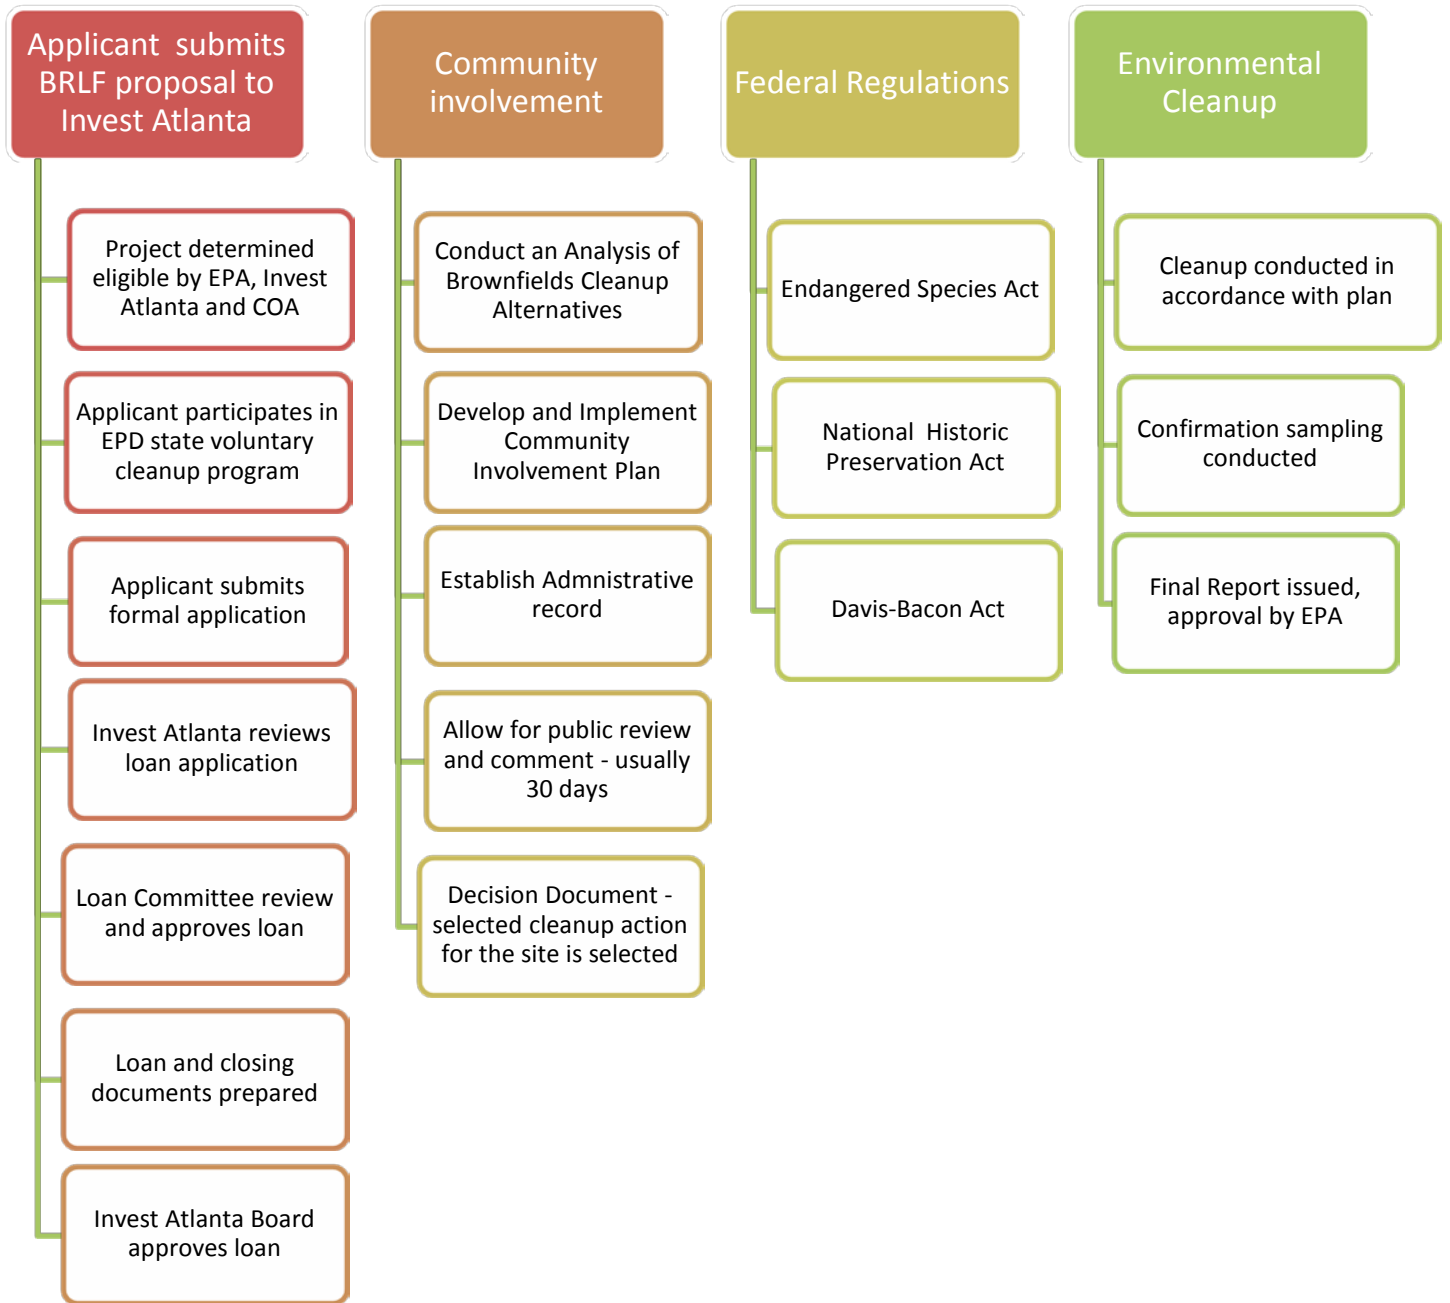 Applicant submits
BRLF proposal to
Invest Atlanta
Project determined
eligible by EPA, Invest
Atlanta and COA
Applicant participates in
EPD state voluntary
cleanup program
Applicant submits
formal application
Invest Atlanta reviews
loan application
Loan Committee review
and approves loan
Loan and closing
documents prepared
Invest Atlanta Board
approves loan
Community
involvement
Conduct an Analysis of
Brownfields Cleanup
Alternatives
Develop and Implement
Community
Involvement Plan
Establish Admnistrative
record
Allow for public review
and comment - usually
30 days
Decision Document -
selected cleanup action
for the site is selected
Federal Regulations
Endangered Species Act
National Historic
Preservation Act
Davis-Bacon Act
Environmental
Cleanup
Cleanup conducted in
accordance with plan
Confirmation sampling
conducted
Final Report issued,
approval by EPA